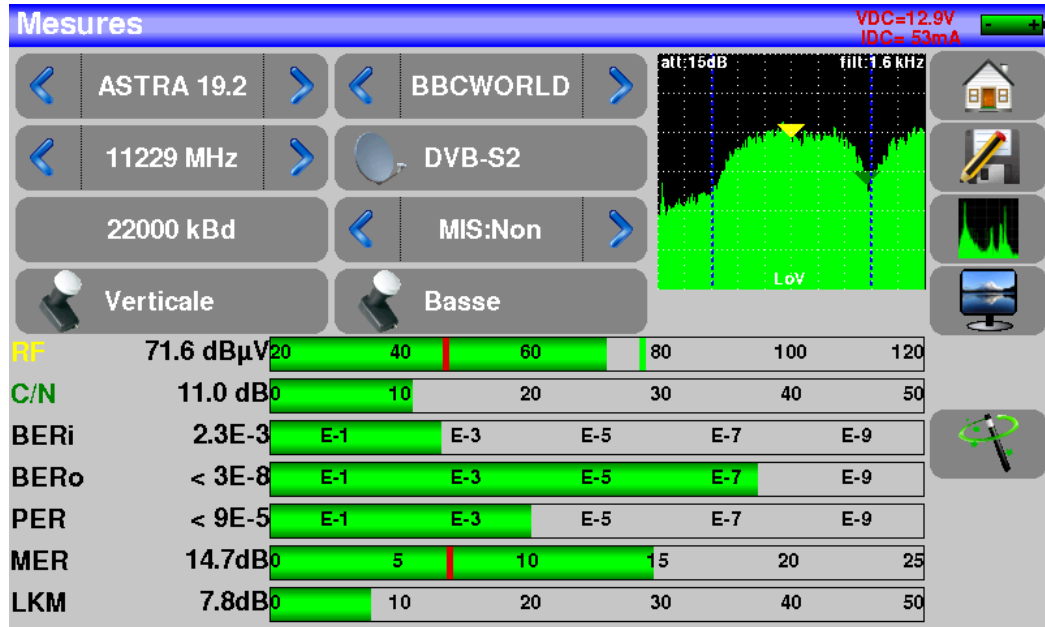 Mesures
VDC=12.9V
IDC= 53mA
- +
ASTRA 19.2
BBCWORLD
att:15dB filt:1.6 kHz
11229 MHz
DVB-S2
22000 kBd
MIS:Non
LoV
Verticale
Basse
RF 71.6 dBµV 20 40 60 80 100 120
C/N 11.0 dB 0 10 20 30 40 50
BERi 2.3E-3 E-1 E-3 E-5 E-7 E-9
BERo < 3E-8 E-1 E-3 E-5 E-7 E-9
PER < 9E-5 E-1 E-3 E-5 E-7 E-9
MER 14.7dB 0 5 10 15 20 25
LKM 7.8dB 0 10 20 30 40 50